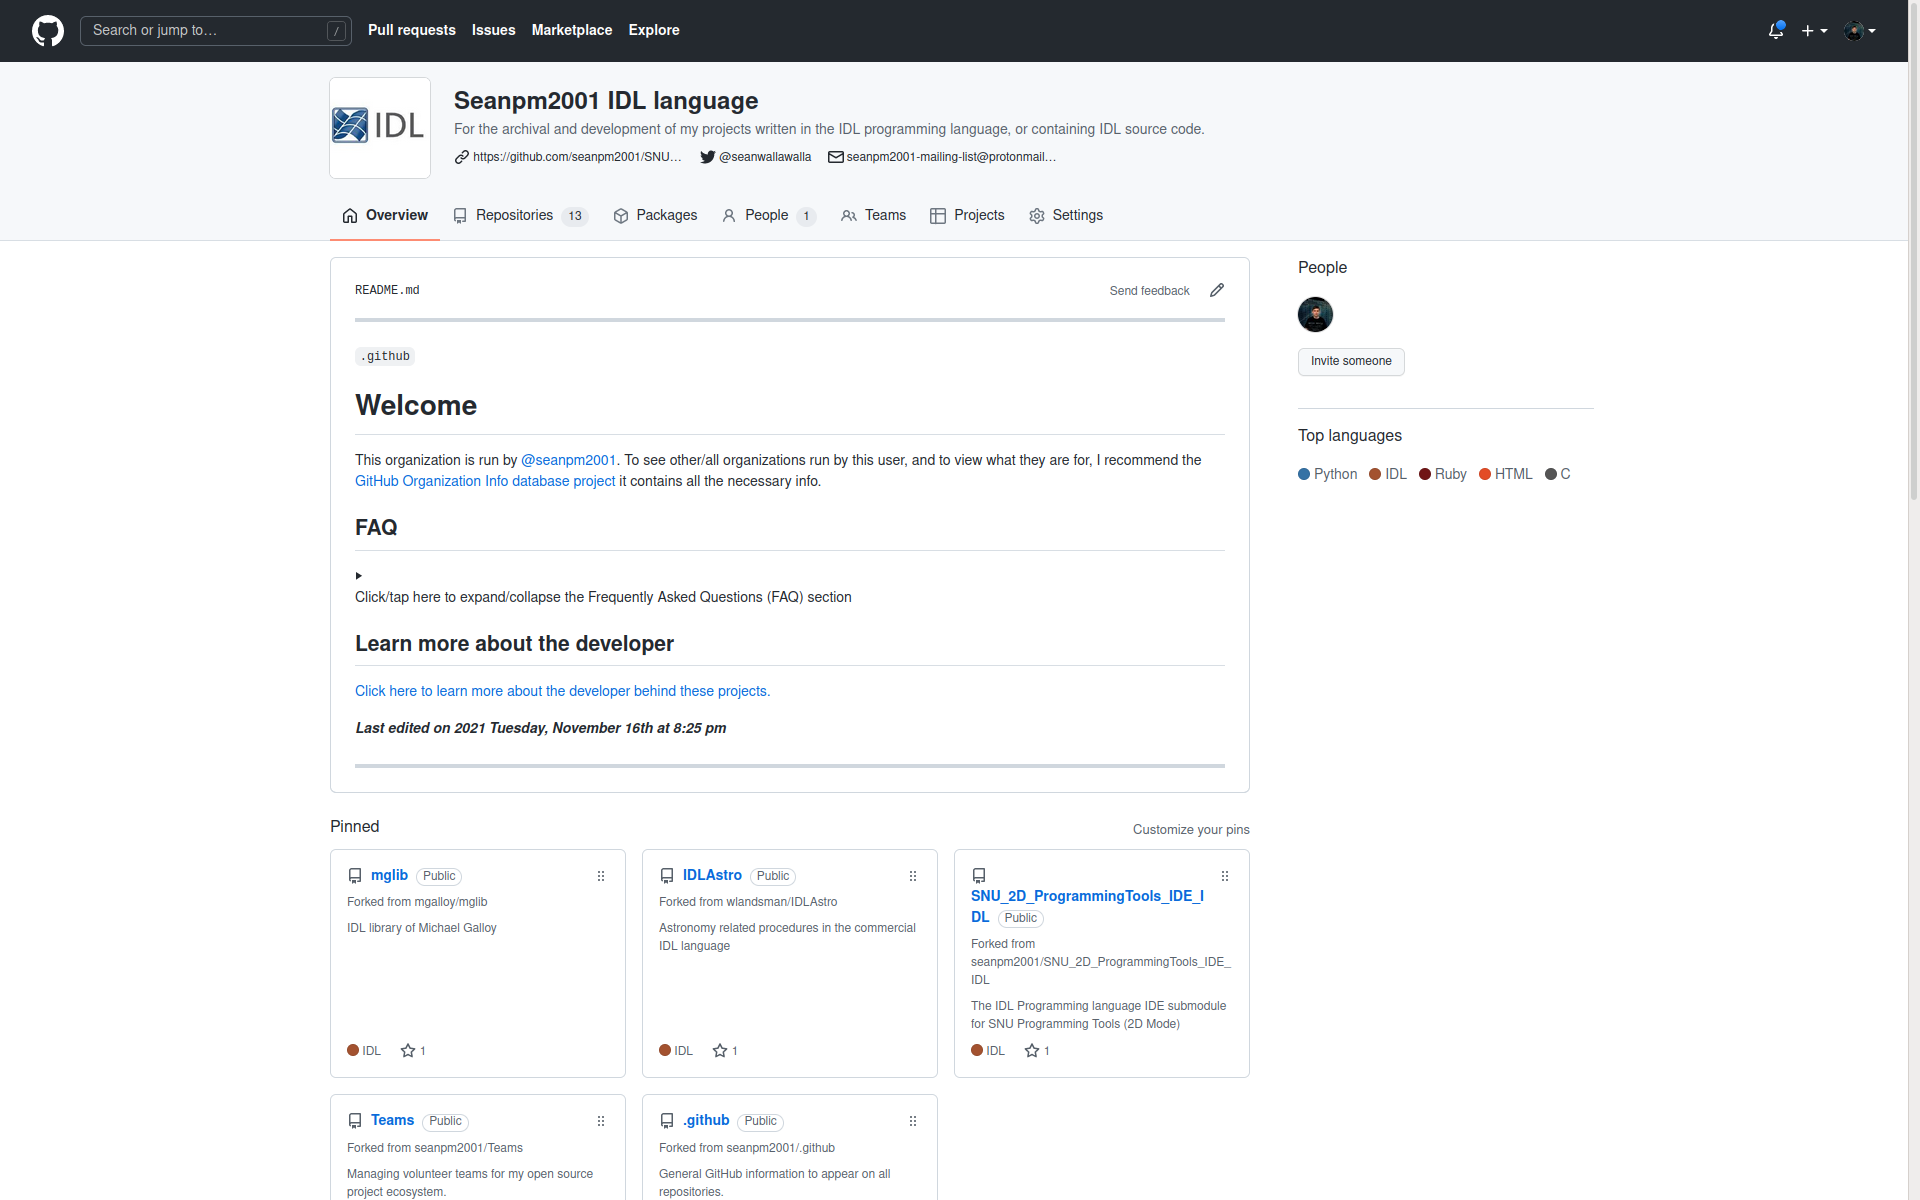 Search or jump to…
/
Pull requests
Issues
Marketplace
Explore
IDL
Seanpm2001 IDL language
For the archival and development of my projects written in the IDL programming language, or containing IDL source code.
https://github.com/seanpm2001/SNU…
@seanwallawalla
seanpm2001-mailing-list@protonmail…
Overview
Repositories 13
Packages
People 1
Teams
Projects
Settings
README.md
Send feedback
.github
Welcome
This organization is run by @seanpm2001. To see other/all organizations run by this user, and to view what they are for, I recommend the
GitHub Organization Info database project it contains all the necessary info.
FAQ
Click/tap here to expand/collapse the Frequently Asked Questions (FAQ) section
Learn more about the developer
Click here to learn more about the developer behind these projects.
Last edited on 2021 Tuesday, November 16th at 8:25 pm
People
Invite someone
Top languages
Python IDL Ruby HTML C
Pinned
Customize your pins
mglib Public
Forked from mgalloy/mglib
IDL library of Michael Galloy
IDL 1
IDLAstro Public
Forked from wlandsman/IDLAstro
Astronomy related procedures in the commercial
IDL language
IDL 1
SNU_2D_ProgrammingTools_IDE_I
DL Public
Forked from
seanpm2001/SNU_2D_ProgrammingTools_IDE_
IDL
The IDL Programming language IDE submodule
for SNU Programming Tools (2D Mode)
IDL 1
Teams Public
Forked from seanpm2001/Teams
Managing volunteer teams for my open source
project ecosystem.
.github Public
Forked from seanpm2001/.github
General GitHub information to appear on all
repositories.